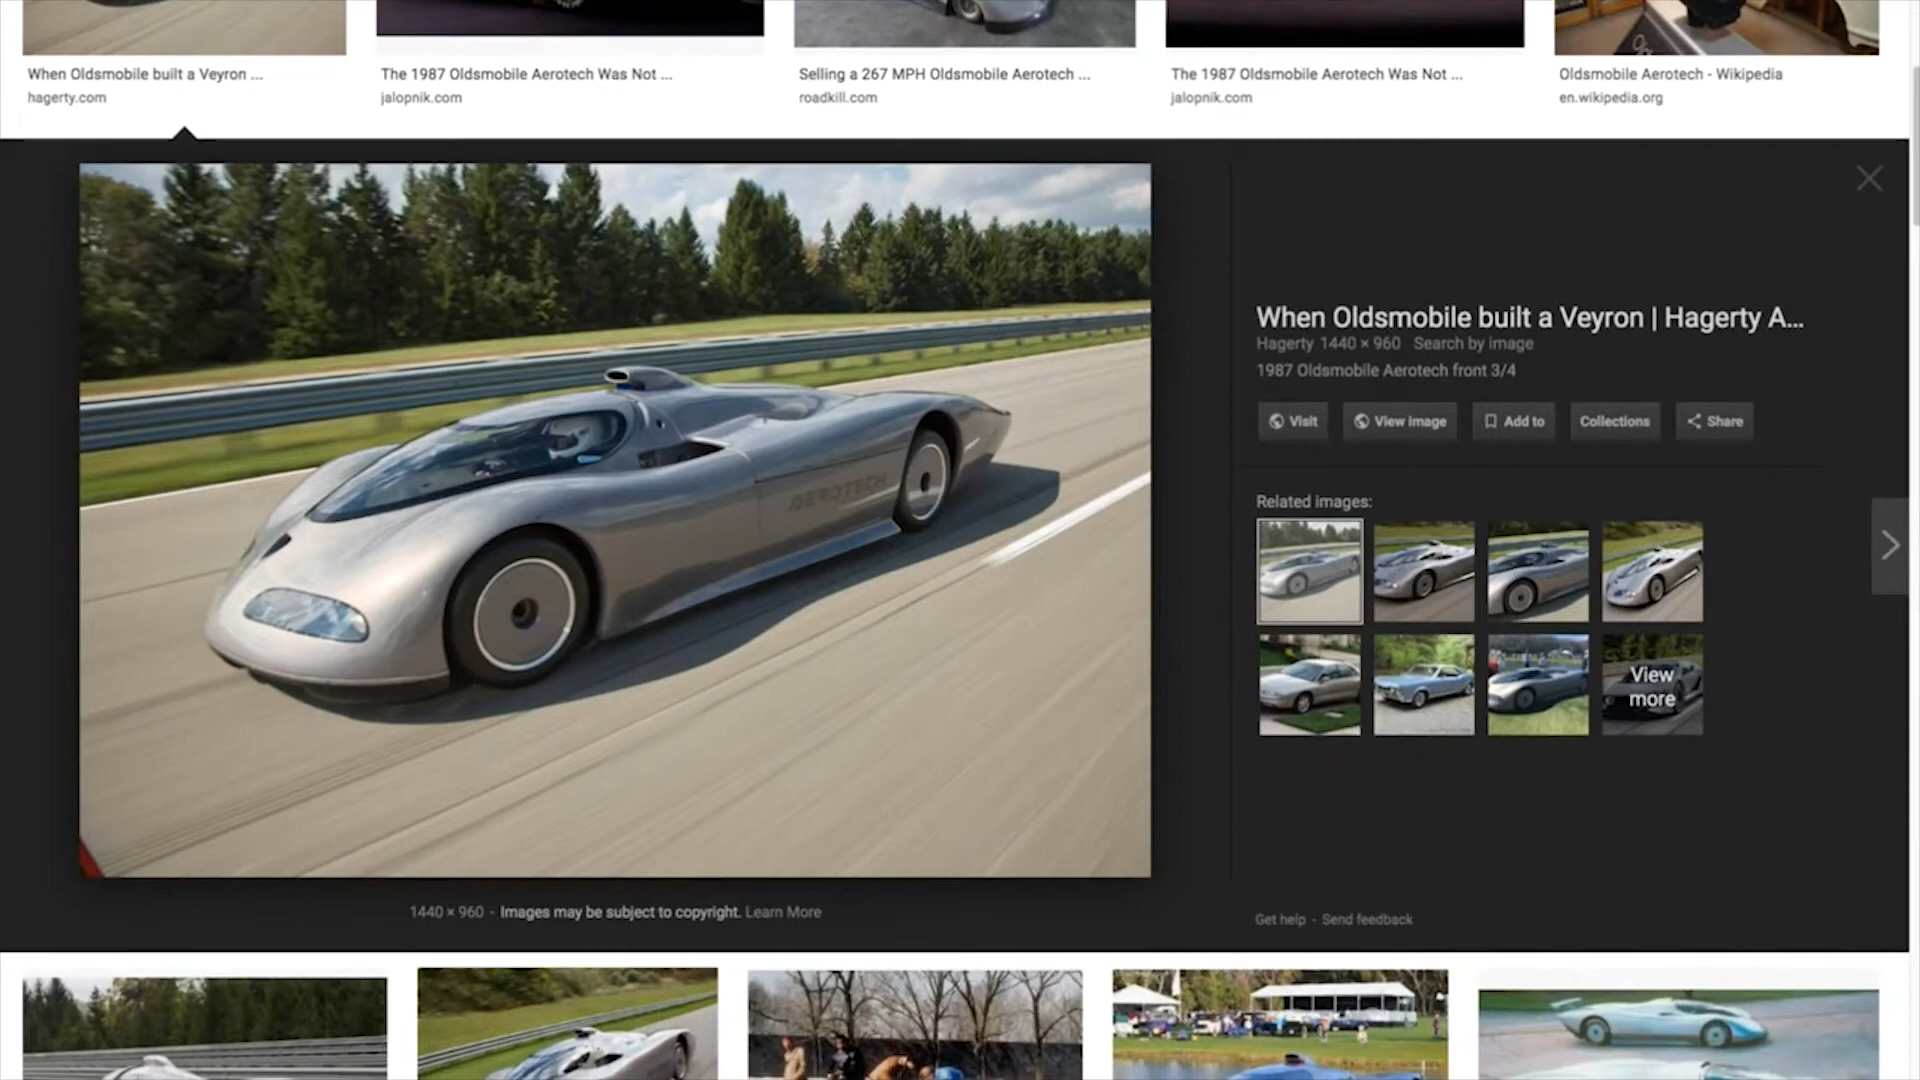 When Oldsmobile built a Veyron ...
hagerty.com
The 1987 Oldsmobile Aerotech Was Not ...
jalopnik.com
Selling a 267 MPH Oldsmobile Aerotech ...
roadkill.com
The 1987 Oldsmobile Aerotech Was Not ...
jalopnik.com
Oldsmobile Aerotech - Wikipedia
en.wikipedia.org
AEROTECH
When Oldsmobile built a Veyron | Hagerty A...
Hagerty 1440 × 960 Search by image
1987 Oldsmobile Aerotech front 3/4
Visit
View image
Add to
Collections
Share
Related images:
View
more
1440 × 960 - Images may be subject to copyright. Learn More
Get help - Send feedback